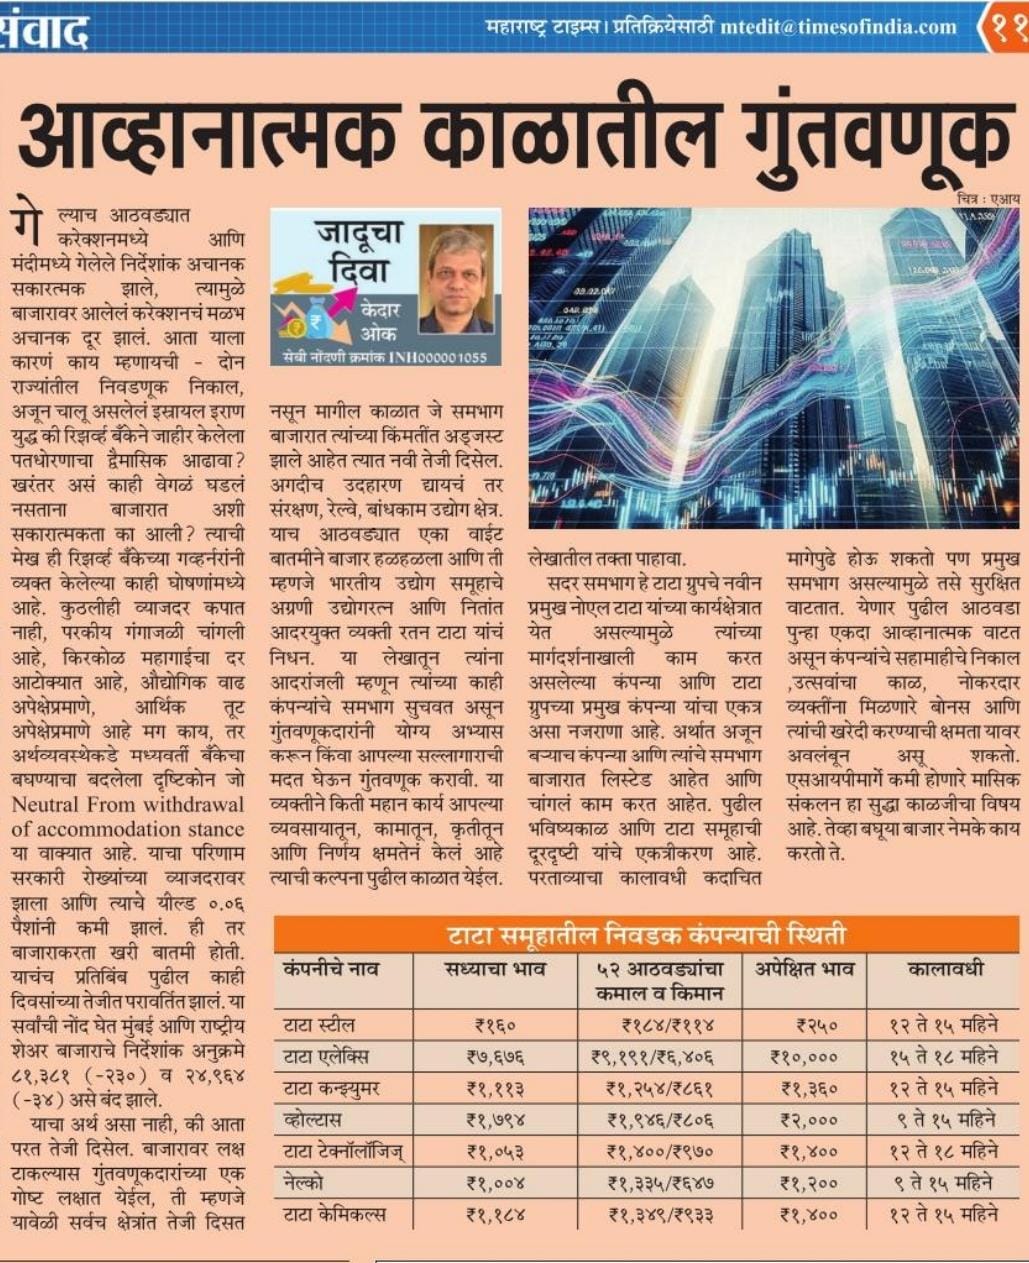 संवाद
महाराष्ट्र टाइम्स। प्रतिक्रियेसाठी mtedit@timesofindia.com
११
आव्हानात्मक काळातील गुंतवणूक
चित्र : एआय
गेल्याच आठवड्यात
करेक्शनमध्ये आणि
मंदीमध्ये गेलेले निर्देशांक अचानक
सकारत्मक झाले, त्यामुळे
बाजारावर आलेलं करेक्शनचं मळभ
अचानक दूर झालं. आता याला
कारणं काय म्हणायची - दोन
राज्यांतील निवडणूक निकाल,
अजून चालू असलेलं इस्रायल इराण
युद्ध की रिझर्व्ह बँकेने जाहीर केलेला
पतधोरणाचा द्वैमासिक आढावा?
खरंतर असं काही वेगळं घडलं
नसताना बाजारात अशी
सकारात्मकता का आली? त्याची
मेख ही रिझर्व्ह बँकेच्या गव्हर्नरांनी
व्यक्त केलेल्या काही घोषणांमध्ये
आहे. कुठलीही व्याजदर कपात
नाही, परकीय गंगाजळी चांगली
आहे, किरकोळ महागाईचा दर
आटोक्यात आहे, औद्योगिक वाढ
अपेक्षेप्रमाणे, आर्थिक तूट
अपेक्षेप्रमाणे आहे मग काय, तर
अर्थव्यवस्थेकडे मध्यवर्ती बँकेचा
बघण्याचा बदलेला दृष्टिकोन जो
Neutral From withdrawal
of accommodation stance
या वाक्यात आहे. याचा परिणाम
सरकारी रोख्यांच्या व्याजदरावर
झाला आणि त्याचे यील्ड ०.०६
पैशांनी कमी झालं. ही तर
बाजाराकरता खरी बातमी होती.
याचंच प्रतिबिंब पुढील काही
दिवसांच्या तेजीत परावर्तित झालं. या
सर्वांची नोंद घेत मुंबई आणि राष्ट्रीय
शेअर बाजाराचे निर्देशांक अनुक्रमे
८१,३८१ (-२३०) व २४,९६४
(-३४) असे बंद झाले.
याचा अर्थ असा नाही, की आता
परत तेजी दिसेल. बाजारावर लक्ष
टाकल्यास गुंतवणूकदारांच्या एक
गोष्ट लक्षात येईल, ती म्हणजे
यावेळी सर्वच क्षेत्रांत तेजी दिसत
जादूचा
दिवा
केदार
ओक
सेबी नोंदणी क्रमांक INH000001055
नसून मागील काळात जे समभाग
बाजारात त्यांच्या किंमतींत अड्जस्ट
झाले आहेत त्यात नवी तेजी दिसेल.
अगदीच उदहारण द्यायचं तर
संरक्षण, रेल्वे, बांधकाम उद्योग क्षेत्र.
याच आठवड्यात एका वाईट
बातमीने बाजार हळहळला आणि ती
म्हणजे भारतीय उद्योग समूहाचे
अग्रणी उद्योगरत्न आणि नितांत
आदरयुक्त व्यक्ती रतन टाटा यांचं
निधन. या लेखातून त्यांना
आदरांजली म्हणून त्यांच्या काही
कंपन्यांचे समभाग सुचवत असून
गुंतवणूकदारांनी योग्य अभ्यास
करून किंवा आपल्या सल्लागाराची
मदत घेऊन गुंतवणूक करावी. या
व्यक्तीने किती महान कार्य आपल्या
व्यवसायातून, कामातून, कृतीतून
आणि निर्णय क्षमतेनं केलं आहे
त्याची कल्पना पुढील काळात येईल.
लेखातील तक्ता पाहावा.
सदर समभाग हे टाटा ग्रुपचे नवीन
प्रमुख नोएल टाटा यांच्या कार्यक्षेत्रात
येत असल्यामुळे त्यांच्या
मार्गदर्शनाखाली काम करत
असलेल्या कंपन्या आणि टाटा
ग्रुपच्या प्रमुख कंपन्या यांचा एकत्र
असा नजराणा आहे. अर्थात अजून
बऱ्याच कंपन्या आणि त्यांचे समभाग
बाजारात लिस्टेड आहेत आणि
चांगलं काम करत आहेत. पुढील
भविष्यकाळ आणि टाटा समूहाची
दूरदृष्टी यांचे एकत्रीकरण आहे.
परताव्याचा कालावधी कदाचित
मागेपुढे होऊ शकतो पण प्रमुख
समभाग असल्यामुळे तसे सुरक्षित
वाटतात. येणार पुढील आठवडा
पुन्हा एकदा आव्हानात्मक वाटत
असून कंपन्यांचे सहामाहीचे निकाल
,उत्सवांचा काळ, नोकरदार
व्यक्तींना मिळणारे बोनस आणि
त्यांची खरेदी करण्याची क्षमता यावर
अवलंबून असू शकतो.
एसआयपीमार्गे कमी होणारे मासिक
संकलन हा सुद्धा काळजीचा विषय
आहे. तेव्हा बघूया बाजार नेमके काय
करतो ते.
टाटा समूहातील निवडक कंपन्याची स्थिती
कंपनीचे नाव सध्याचा भाव ५२ आठवड्यांचा कमाल व किमान अपेक्षित भाव कालावधी
टाटा स्टील ₹१६० ₹१८४/₹११४ ₹२५० १२ ते १५ महिने
टाटा एलेक्सि ₹७,६७६ ₹९,१९१/₹६,४०६ ₹१०,००० १५ ते १८ महिने
टाटा कन्झ्युमर ₹१,११३ ₹१,२५४/₹८६१ ₹१,३६० १२ ते १५ महिने
व्होल्टास ₹१,७९४ ₹१,९४६/₹८०६ ₹२,००० ९ ते १५ महिने
टाटा टेक्नॉलॉजिज् ₹१,०५३ ₹१,४००/₹९७० ₹१,४०० १२ ते १८ महिने
नेल्को ₹१,००४ ₹१,३३५/₹६४७ ₹१,२०० ९ ते १५ महिने
टाटा केमिकल्स ₹१,१८४ ₹१,३४९/₹९३३ ₹१,४०० १२ ते १५ महिने